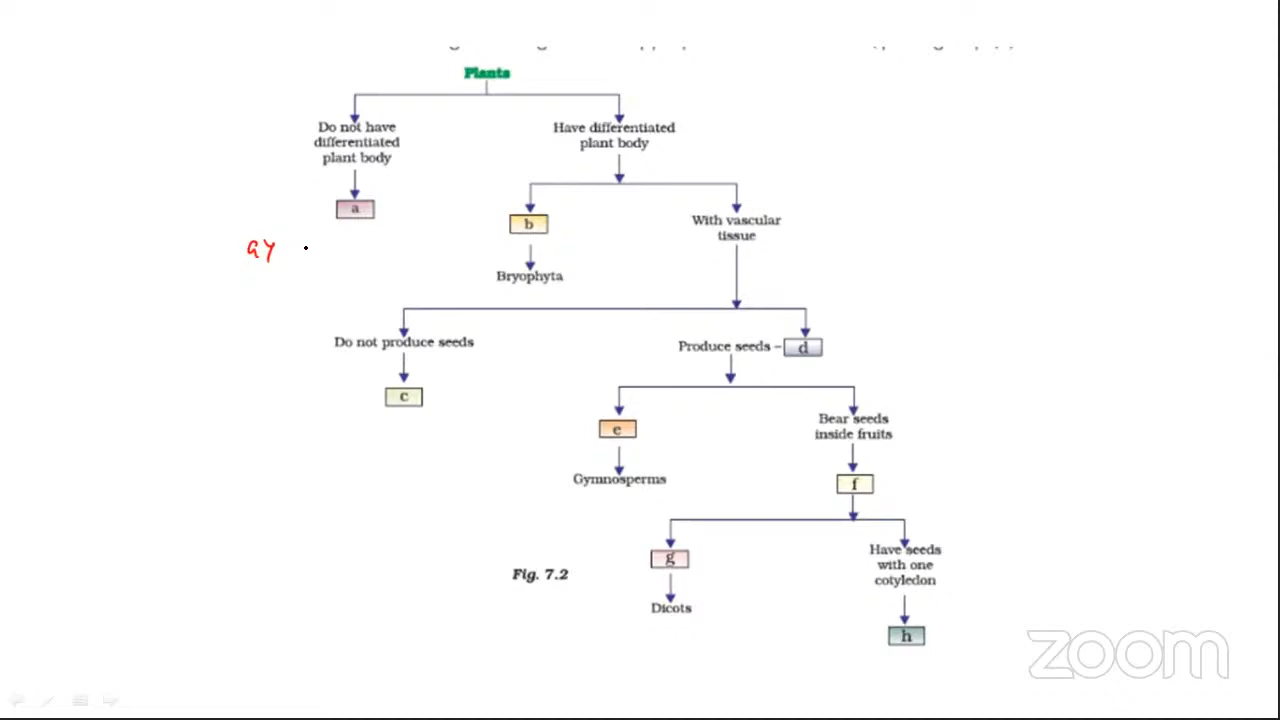 Plants
Do not have
differentiated
plant body
Have differentiated
plant body
a
b
With vascular
tissue
Bryophyta
Do not produce seeds
Produce seeds – d
c
e
Bear seeds
inside fruits
Gymnosperms
f
g
Have seeds
with one
cotyledon
Fig. 7.2
Dicots
h
zoom